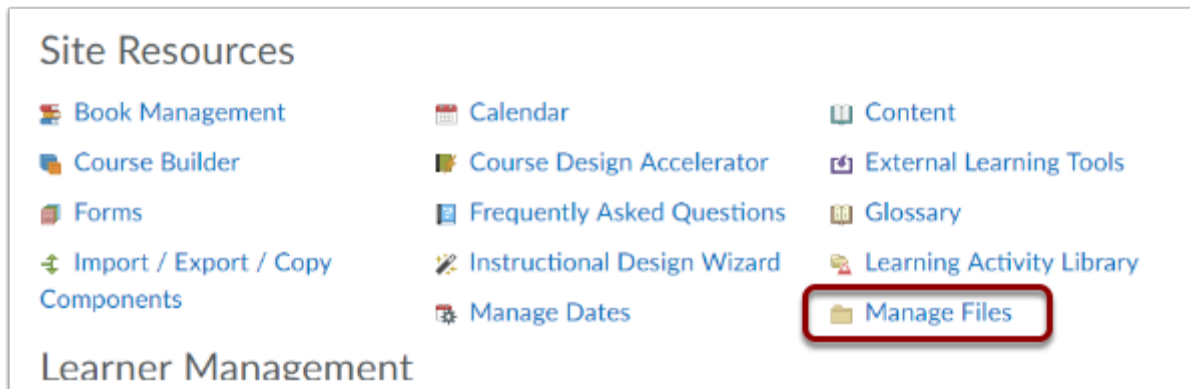 Site Resources
Book Management
Calendar
Content
Course Builder
Course Design Accelerator
External Learning Tools
Forms
Frequently Asked Questions
Glossary
Import / Export / Copy
Components
Instructional Design Wizard
Learning Activity Library
Manage Dates
Manage Files
Learner Management